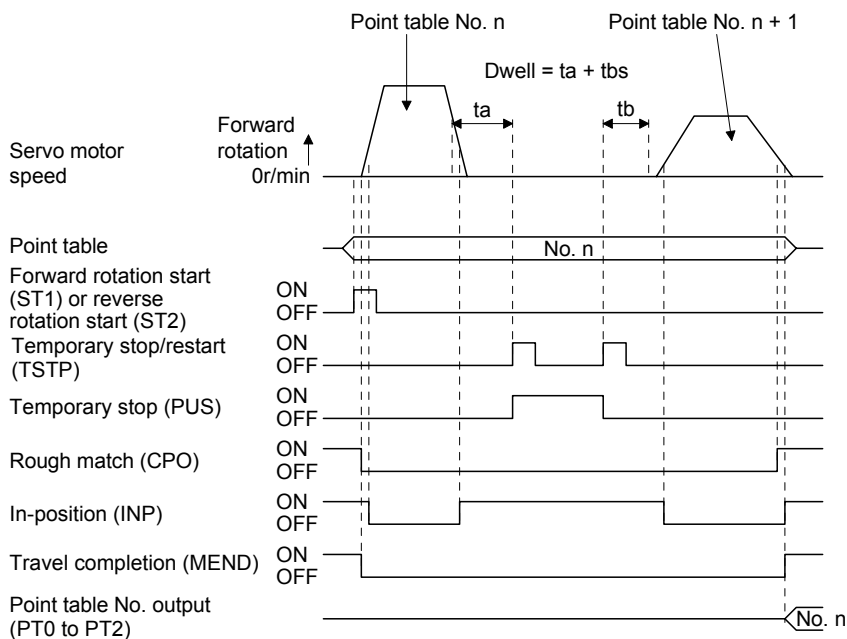 Point table No. n
Point table No. n + 1
Dwell = ta + tbs
ta
tb
Forward
rotation
0r/min
Servo motor
speed
Point table
No. n
Forward rotation start
(ST1) or reverse
rotation start (ST2)
ON
OFF
Temporary stop/restart
(TSTP)
ON
OFF
Temporary stop (PUS)
ON
OFF
Rough match (CPO)
ON
OFF
In-position (INP)
ON
OFF
Travel completion (MEND)
ON
OFF
Point table No. output
(PT0 to PT2)
No. n